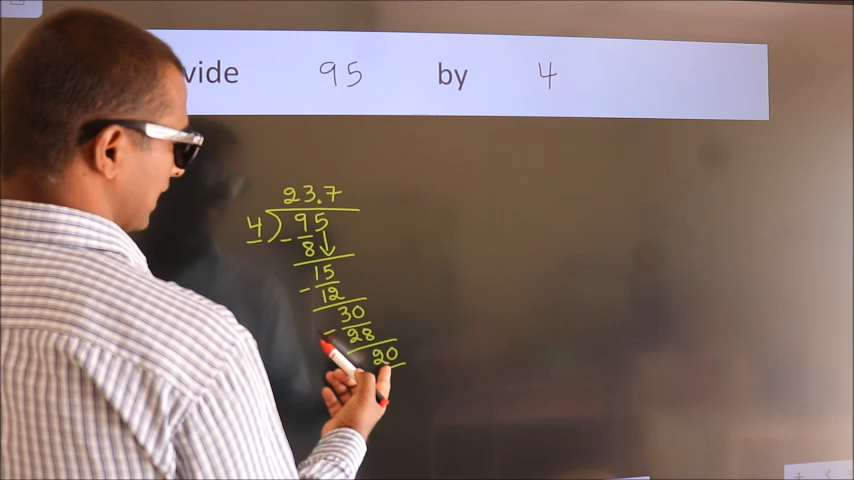 vide 95 by 4
23.7
4 ) 95
- 8 ↓
15
- 12
30
- 28
20